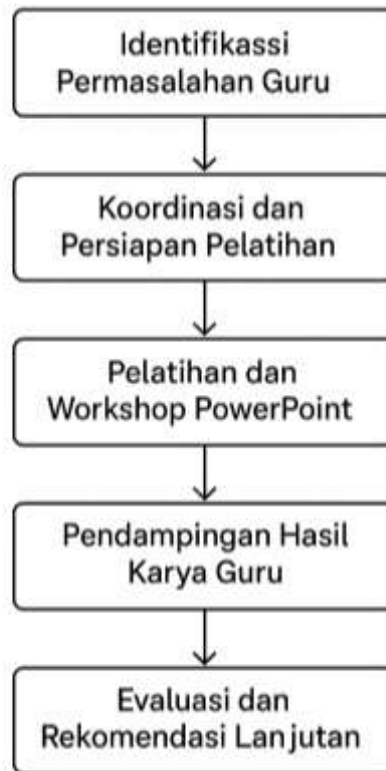 Identifikassi
Permasalahan Guru
Koordinasi dan
Persiapan Pelatihan
Pelatihan dan
Workshop PowerPoint
Pendampingan Hasil
Karya Guru
Evaluasi dan
Rekomendasi Lanjutan